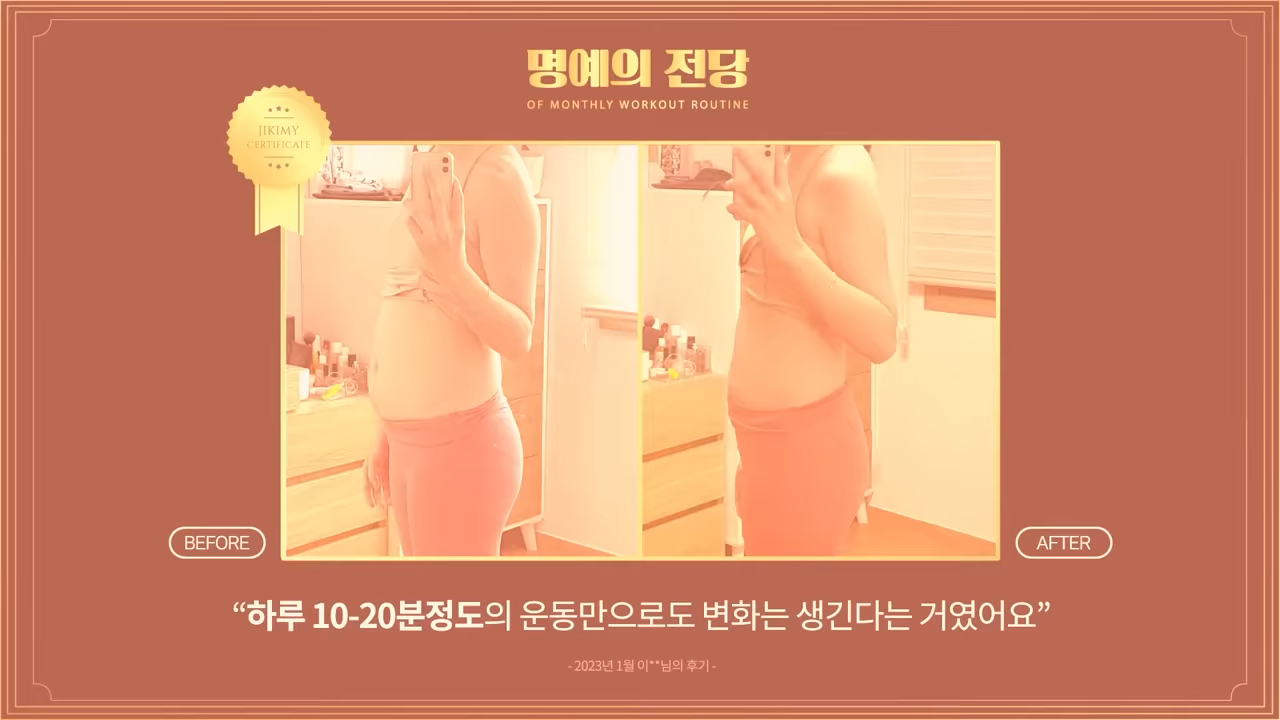 명예의 전당
OF MONTHLY WORKOUT ROUTINE
JIKIMY
CERTIFICATE
BEFORE
AFTER
“하루 10-20분정도의 운동만으로도 변화는 생긴다는 거였어요”
- 2023년 1월 이**님의 후기 -